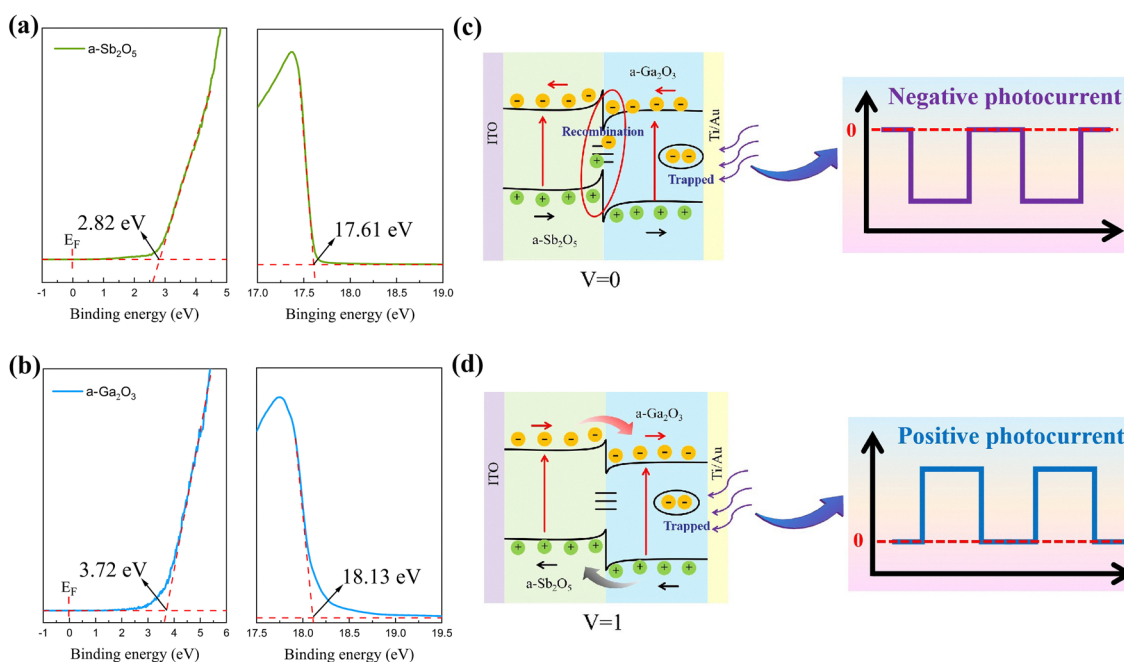 (a)
a-Sb₂O₅
2.82 eV
E_F
-1 0 1 2 3 4 5
Binding energy (eV)
17.61 eV
17.0 17.5 18.0 18.5 19.0
Binging energy (eV)
(b)
a-Ga₂O₃
3.72 eV
E_F
-1 0 1 2 3 4 5 6
Binding energy (eV)
18.13 eV
17.5 18.0 18.5 19.0 19.5
Binding energy (eV)
(c)
a-Ga₂O₃
ITO
Recombination
Trapped
Ti/Au
a-Sb₂O₅
V=0
Negative photocurrent
0
(d)
a-Ga₂O₃
ITO
Trapped
Ti/Au
a-Sb₂O₅
V=1
Positive photocurrent
0